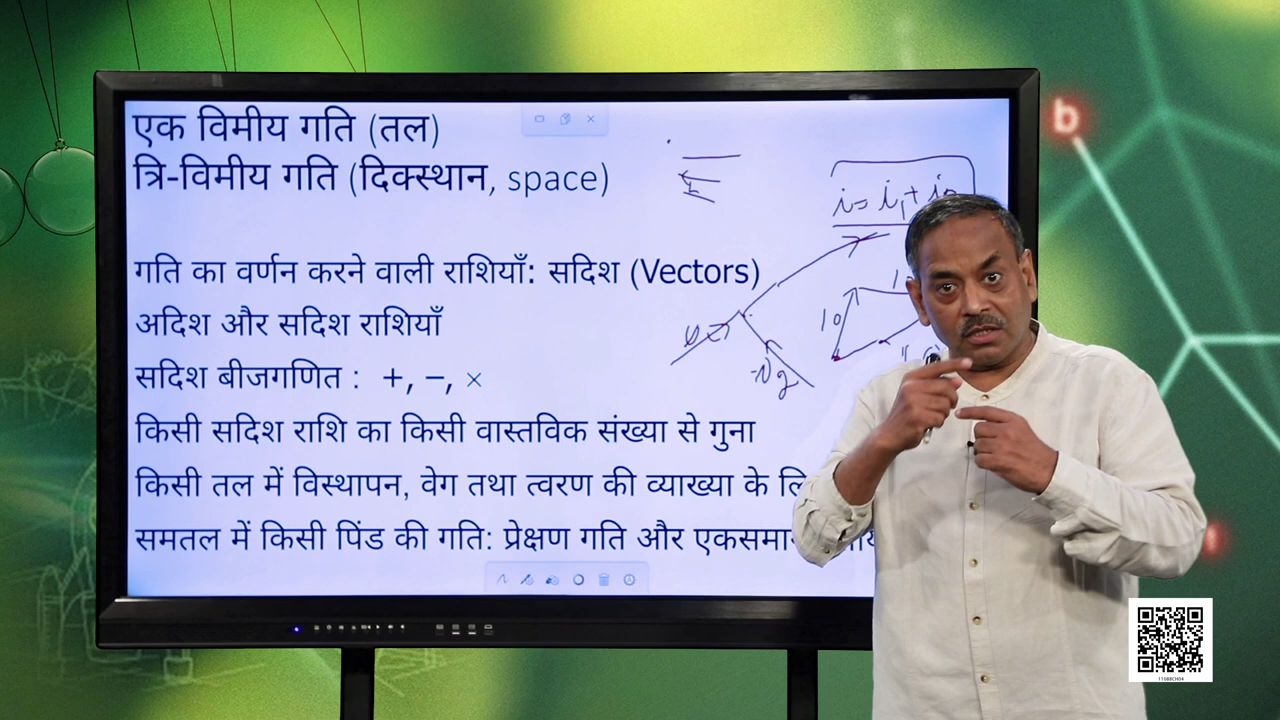 एक विमीय गति (तल)
त्रि-विमीय गति (दिक्स्थान, space)
गति का वर्णन करने वाली राशियाँ: सदिश (Vectors)
अदिश और सदिश राशियाँ
सदिश बीजगणित : +, −, ×
किसी सदिश राशि का किसी वास्तविक संख्या से गुना
किसी तल में विस्थापन, वेग तथा त्वरण की व्याख्या के
समतल में किसी पिंड की गति: प्रेक्षण गति और
10
b